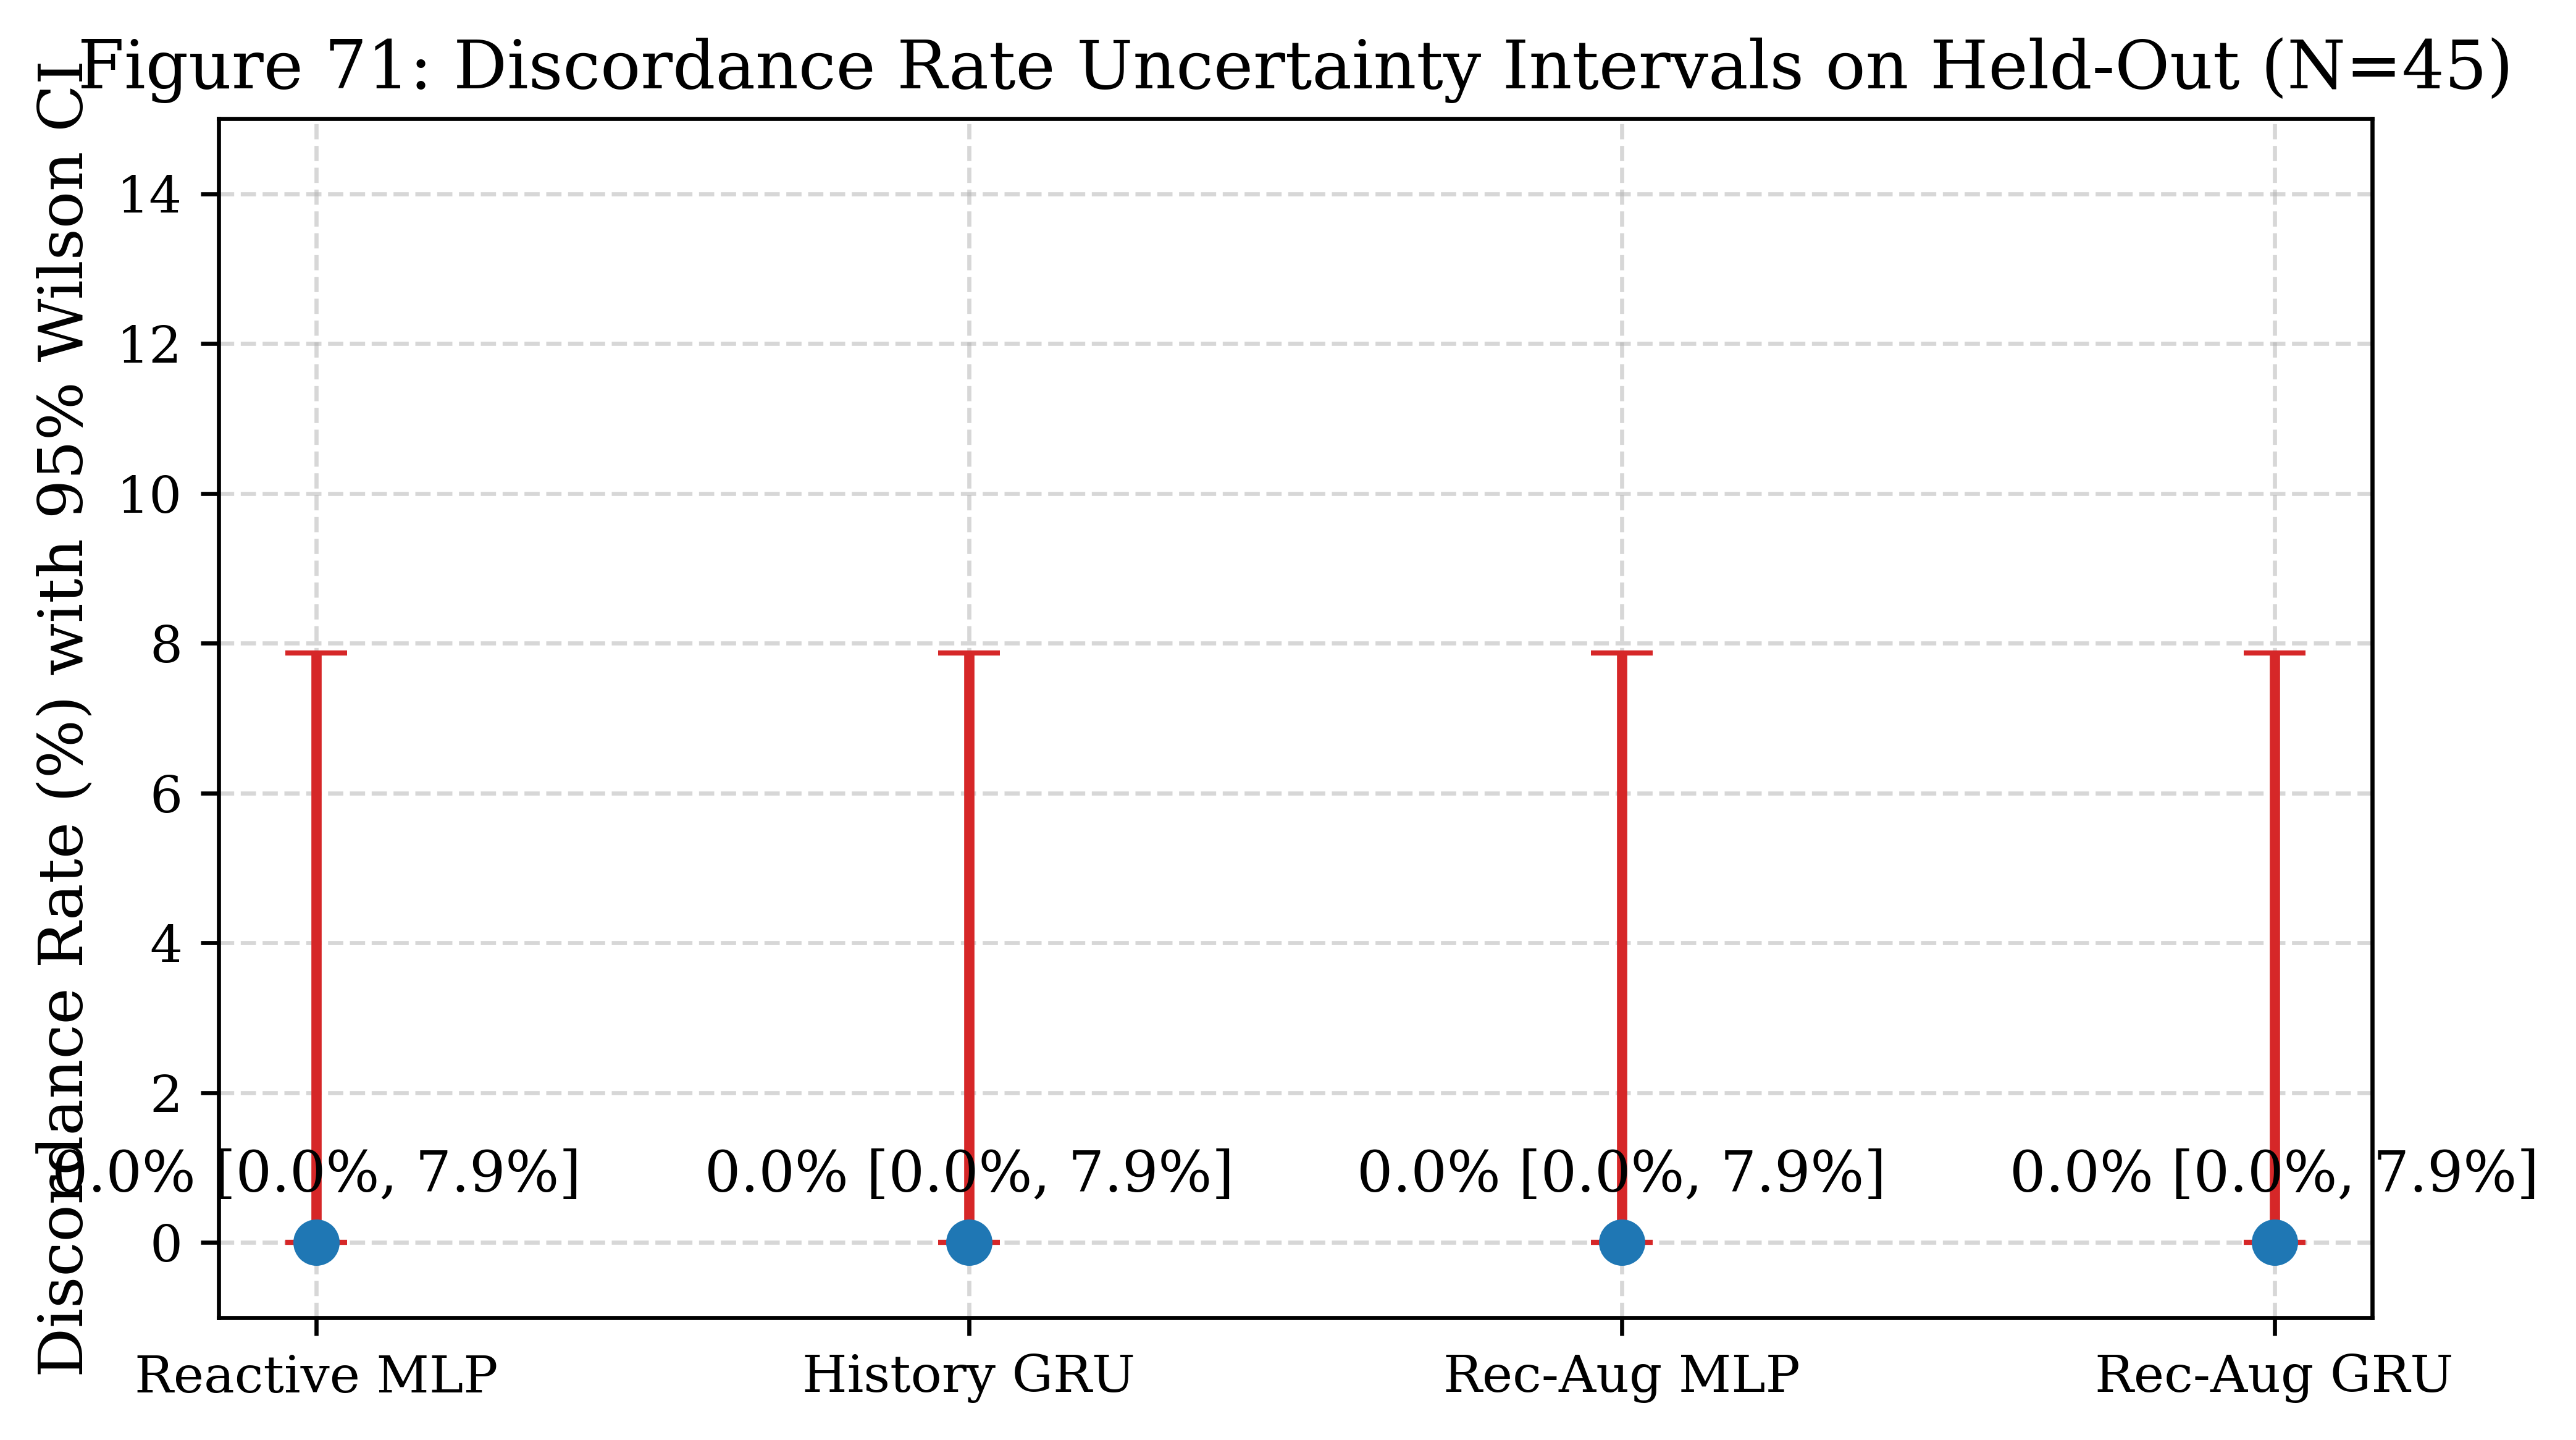 Figure 71: Discordance Rate Uncertainty Intervals on Held-Out (N=45)
Discordance Rate (%) with 95% Wilson CI
14
12
10
8
6
4
2
0
0.0% [0.0%, 7.9%]
0.0% [0.0%, 7.9%]
0.0% [0.0%, 7.9%]
0.0% [0.0%, 7.9%]
Reactive MLP
History GRU
Rec-Aug MLP
Rec-Aug GRU